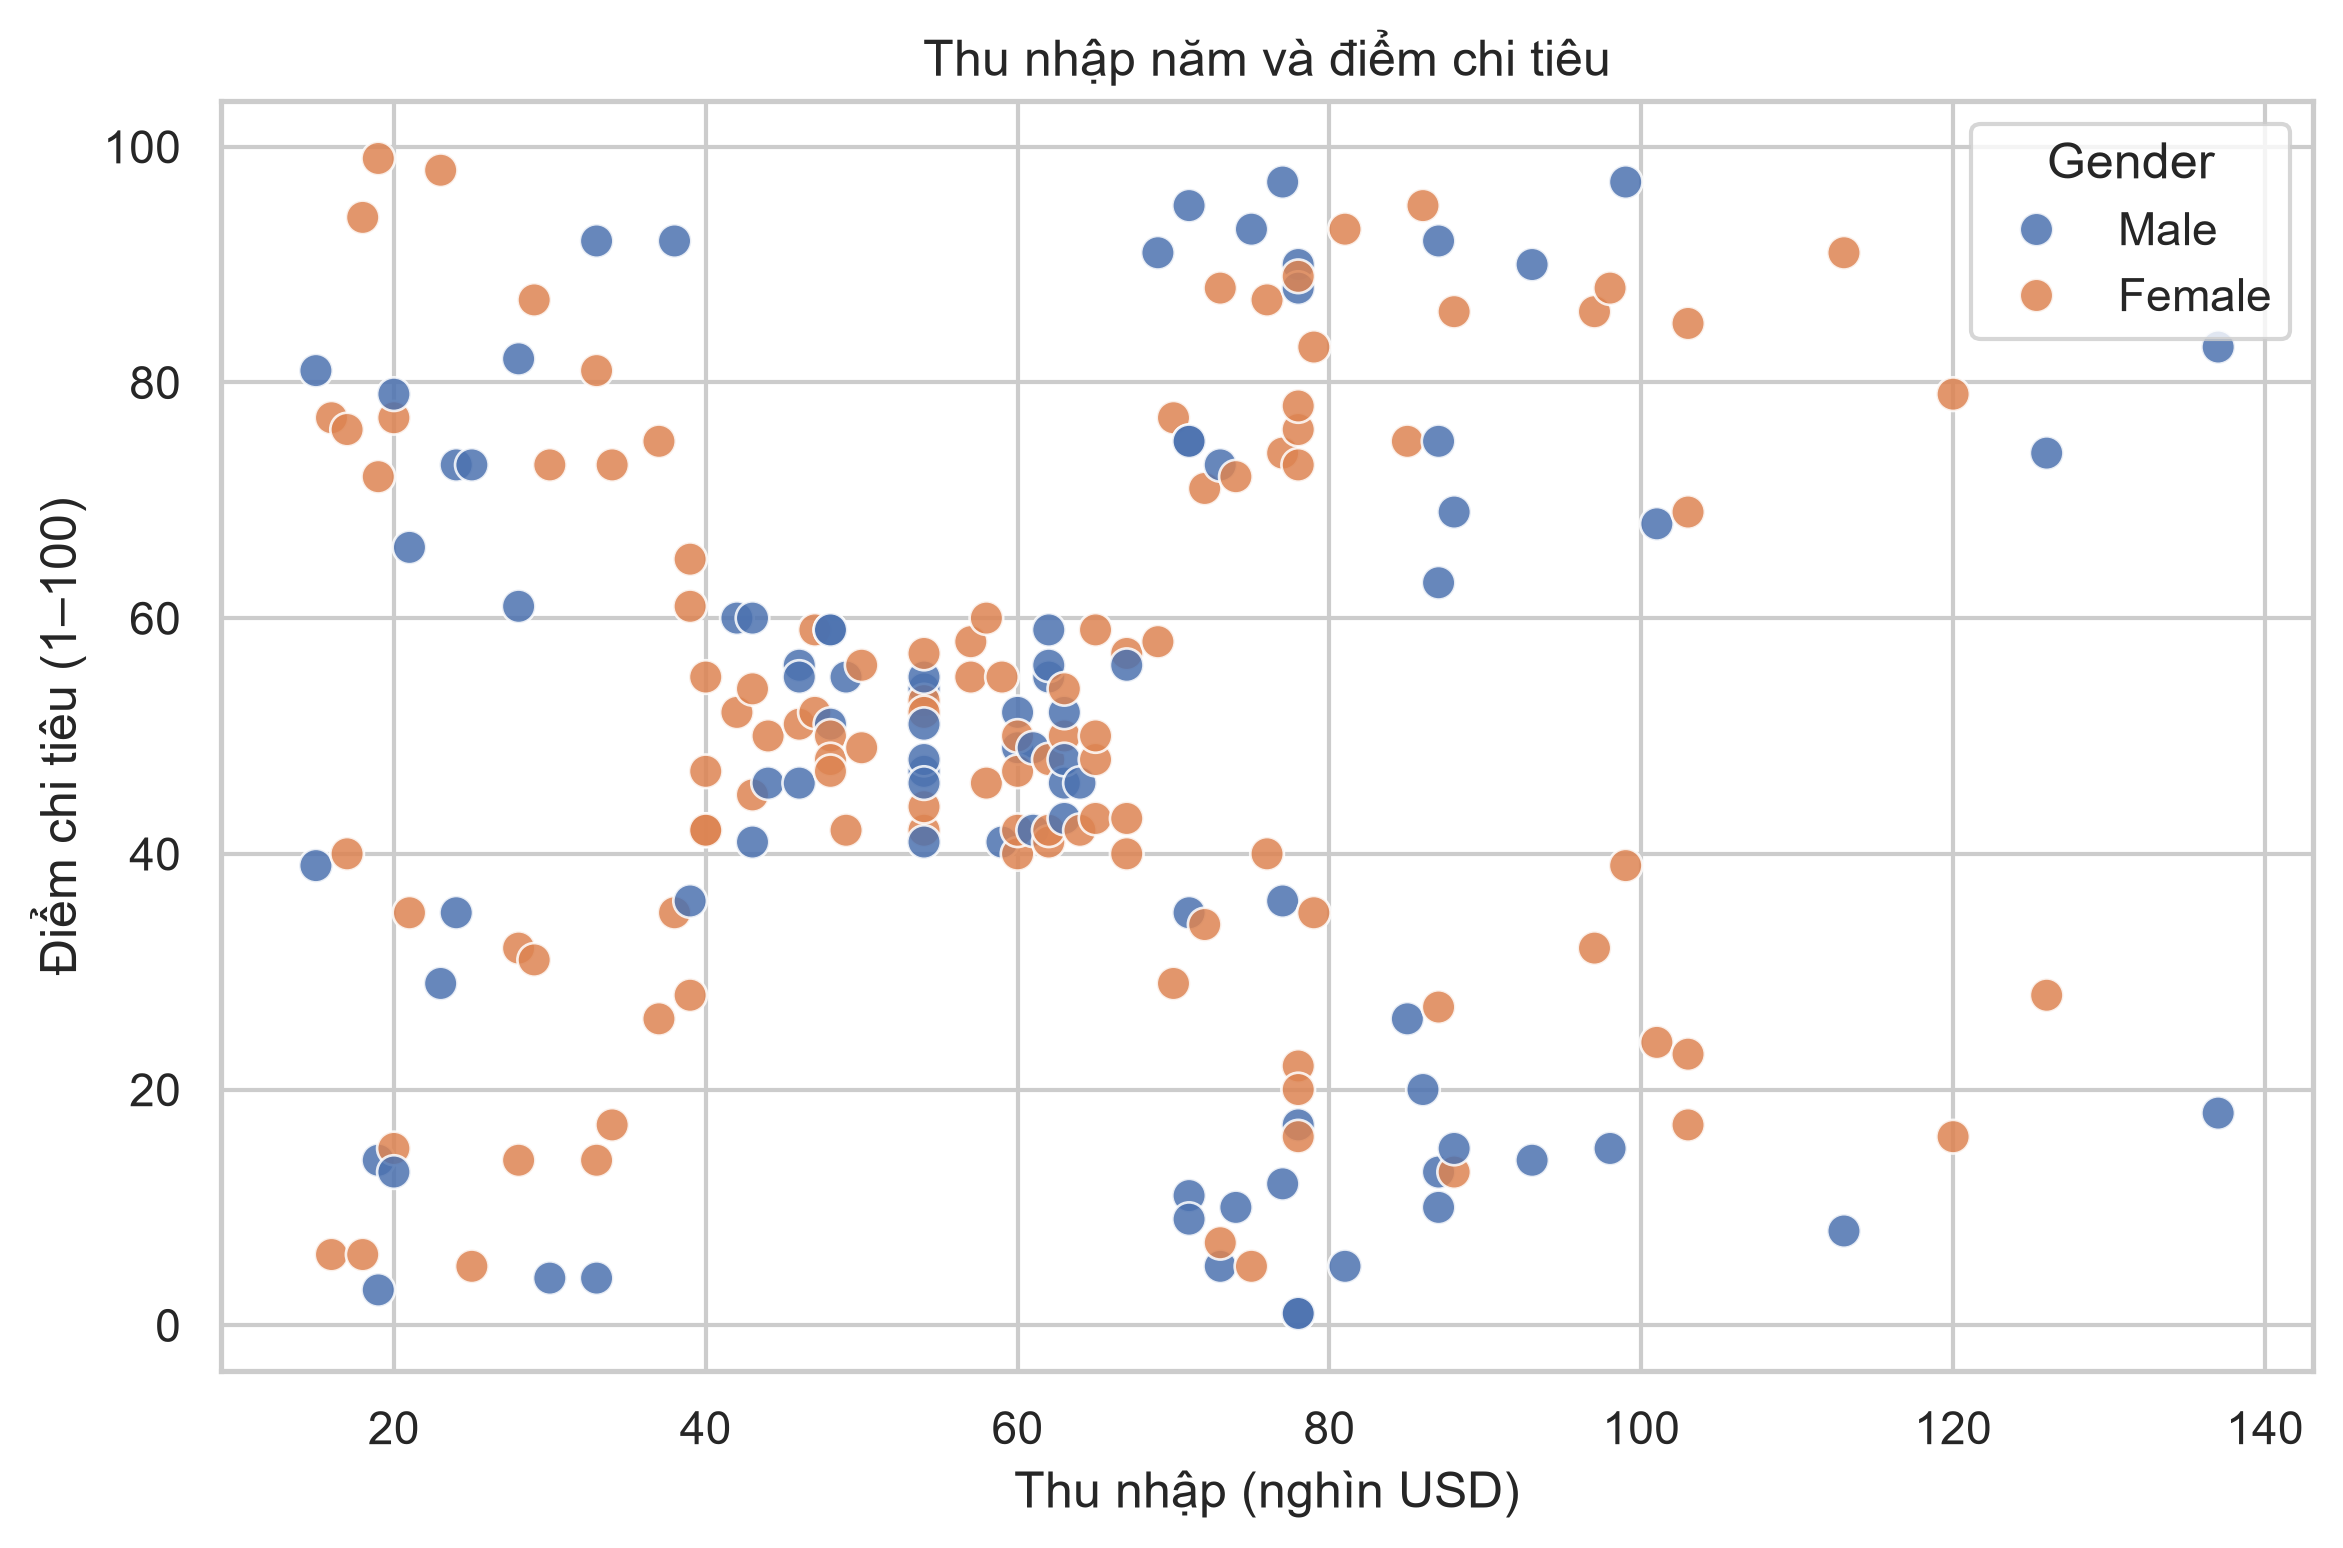 Thu nhập năm và điểm chi tiêu
Gender
Male
Female
Điểm chi tiêu (1–100)
100
80
60
40
20
0
20 40 60 80 100 120 140
Thu nhập (nghìn USD)